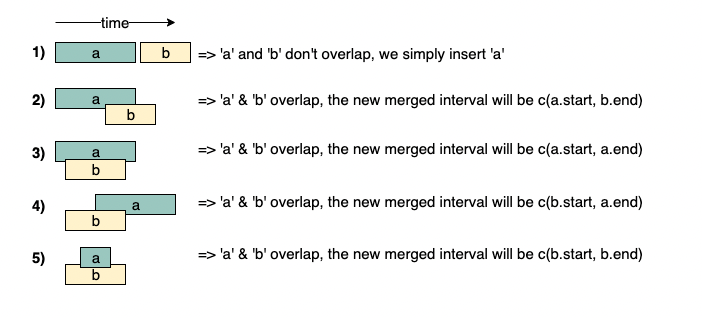 time
1) a b => 'a' and 'b' don't overlap, we simply insert 'a'
2) a b => 'a' & 'b' overlap, the new merged interval will be c(a.start, b.end)
3) a b => 'a' & 'b' overlap, the new merged interval will be c(a.start, a.end)
4) a b => 'a' & 'b' overlap, the new merged interval will be c(b.start, a.end)
5) a b => 'a' & 'b' overlap, the new merged interval will be c(b.start, b.end)